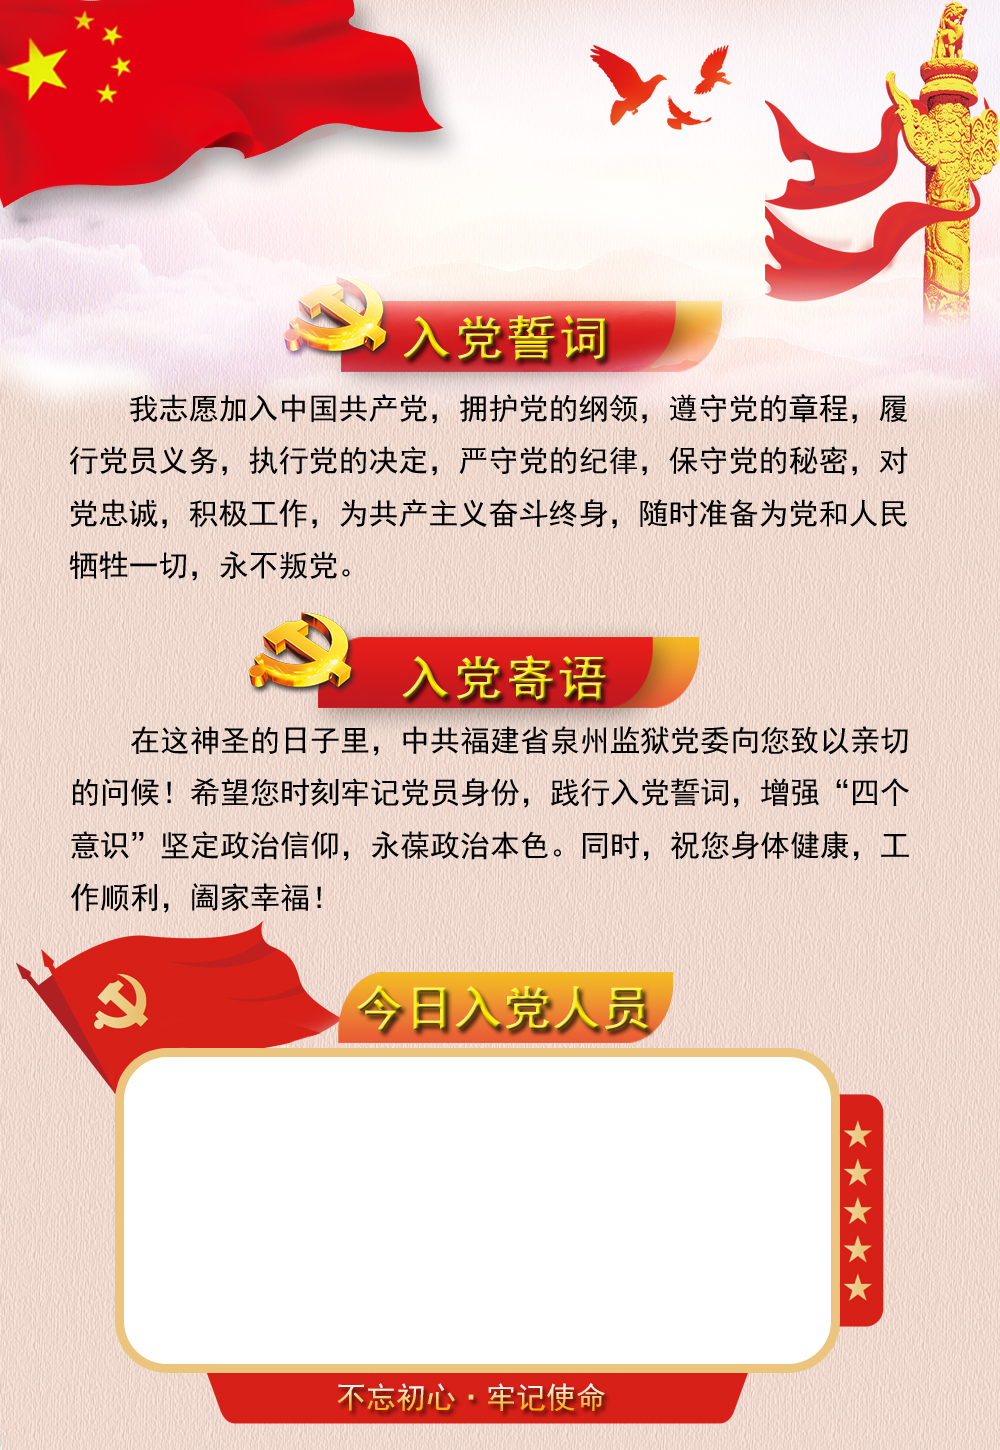 入党誓词
我志愿加入中国共产党，拥护党的纲领，遵守党的章程，履
行党员义务，执行党的决定，严守党的纪律，保守党的秘密，对
党忠诚，积极工作，为共产主义奋斗终身，随时准备为党和人民
牺牲一切，永不叛党。
入党寄语
在这神圣的日子里，中共福建省泉州监狱党委向您致以亲切
的问候！希望您时刻牢记党员身份，践行入党誓词，增强“四个
意识”坚定政治信仰，永葆政治本色。同时，祝您身体健康，工
作顺利，阖家幸福！
今日入党人员
不忘初心·牢记使命